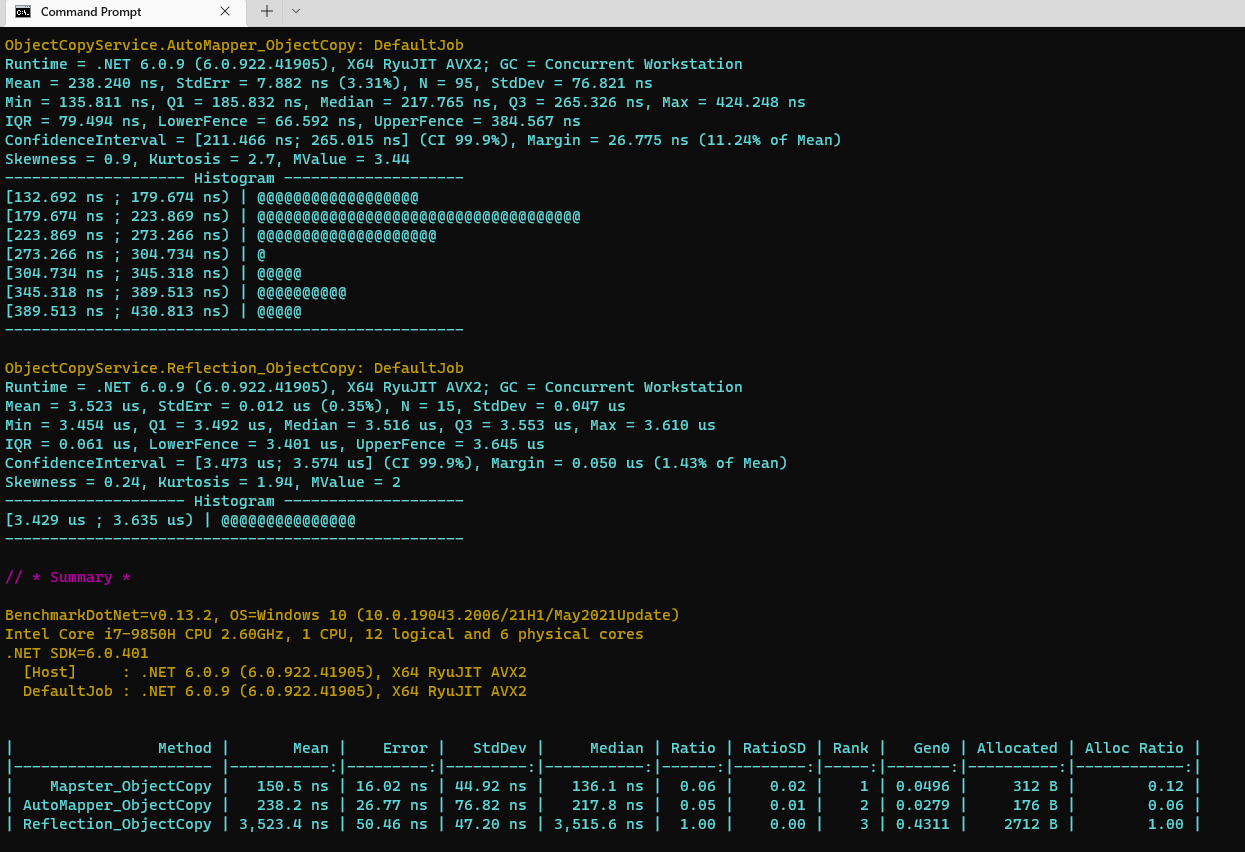 Command Prompt
ObjectCopyService.AutoMapper_ObjectCopy: DefaultJob
Runtime = .NET 6.0.9 (6.0.922.41905), X64 RyuJIT AVX2; GC = Concurrent Workstation
Mean = 238.240 ns, StdErr = 7.882 ns (3.31%), N = 95, StdDev = 76.821 ns
Min = 135.811 ns, Q1 = 185.832 ns, Median = 217.765 ns, Q3 = 265.326 ns, Max = 424.248 ns
IQR = 79.494 ns, LowerFence = 66.592 ns, UpperFence = 384.567 ns
ConfidenceInterval = [211.466 ns; 265.015 ns] (CI 99.9%), Margin = 26.775 ns (11.24% of Mean)
Skewness = 0.9, Kurtosis = 2.7, MValue = 3.44
-------------------- Histogram --------------------
[132.692 ns ; 179.674 ns) | @@@@@@@@@@@@@@@@@@
[179.674 ns ; 223.869 ns) | @@@@@@@@@@@@@@@@@@@@@@@@@@@@@@@@@@@@
[223.869 ns ; 273.266 ns) | @@@@@@@@@@@@@@@@@@@@
[273.266 ns ; 304.734 ns) | @
[304.734 ns ; 345.318 ns) | @@@@@
[345.318 ns ; 389.513 ns) | @@@@@@@@@@
[389.513 ns ; 430.813 ns) | @@@@@
---------------------------------------------------
ObjectCopyService.Reflection_ObjectCopy: DefaultJob
Runtime = .NET 6.0.9 (6.0.922.41905), X64 RyuJIT AVX2; GC = Concurrent Workstation
Mean = 3.523 us, StdErr = 0.012 us (0.35%), N = 15, StdDev = 0.047 us
Min = 3.454 us, Q1 = 3.492 us, Median = 3.516 us, Q3 = 3.553 us, Max = 3.610 us
IQR = 0.061 us, LowerFence = 3.401 us, UpperFence = 3.645 us
ConfidenceInterval = [3.473 us; 3.574 us] (CI 99.9%), Margin = 0.050 us (1.43% of Mean)
Skewness = 0.24, Kurtosis = 1.94, MValue = 2
-------------------- Histogram --------------------
[3.429 us ; 3.635 us) | @@@@@@@@@@@@@@@
---------------------------------------------------
// * Summary *
BenchmarkDotNet=v0.13.2, OS=Windows 10 (10.0.19043.2006/21H1/May2021Update)
Intel Core i7-9850H CPU 2.60GHz, 1 CPU, 12 logical and 6 physical cores
.NET SDK=6.0.401
[Host]     : .NET 6.0.9 (6.0.922.41905), X64 RyuJIT AVX2
DefaultJob : .NET 6.0.9 (6.0.922.41905), X64 RyuJIT AVX2
|                Method |       Mean |    Error |   StdDev |     Median | Ratio | RatioSD | Rank |   Gen0 | Allocated | Alloc Ratio |
|---------------------- |-----------:|---------:|---------:|-----------:|------:|--------:|-----:|-------:|----------:|------------:|
|    Mapster_ObjectCopy |   150.5 ns | 16.02 ns | 44.92 ns |   136.1 ns |  0.06 |    0.02 |    1 | 0.0496 |     312 B |        0.12 |
| AutoMapper_ObjectCopy |   238.2 ns | 26.77 ns | 76.82 ns |   217.8 ns |  0.05 |    0.01 |    2 | 0.0279 |     176 B |        0.06 |
| Reflection_ObjectCopy | 3,523.4 ns | 50.46 ns | 47.20 ns | 3,515.6 ns |  1.00 |    0.00 |    3 | 0.4311 |    2712 B |        1.00 |